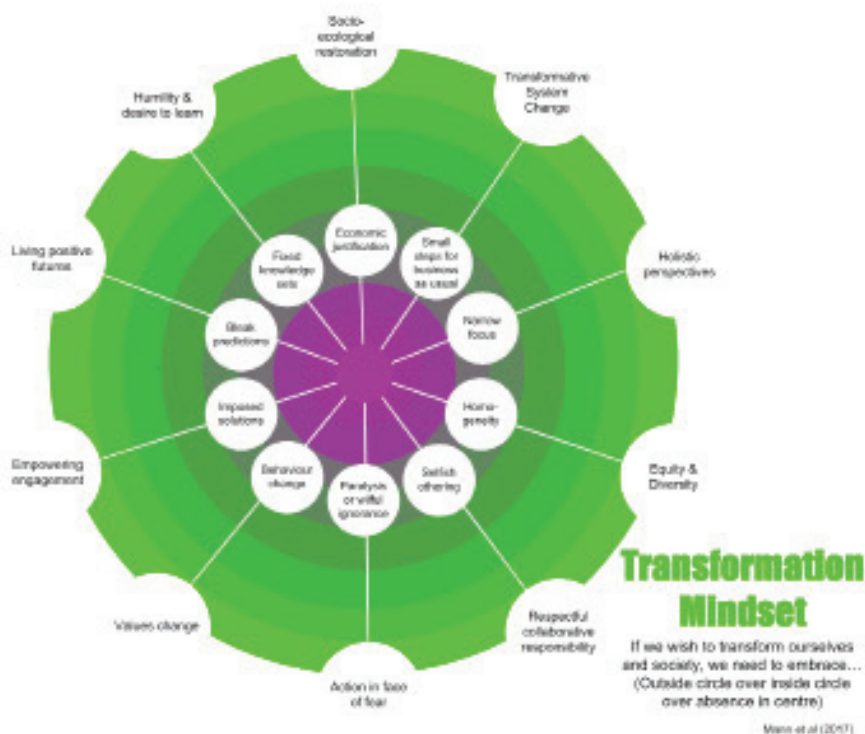 Socio-
ecological
restoration
Transformative
System
Change
Holistic
perspectives
Equity &
Diversity
Respectful
collaborative
responsibility
Action in face
of fear
Values change
Empowering
engagement
Living positive
futures
Humility &
desire to learn
Economic
justification
Small
steps for
business
as usual
Narrow
focus
Homo-
geneity
Selfish
othering
Paralysis
or wilful
ignorance
Behaviour
change
Imposed
solutions
Bleak
predictions
Fixed
knowledge
sets
Transformation
Mindset
If we wish to transform ourselves
and society, we need to embrace...
(Outside circle over inside circle
over absence in centre)
Mann et al (2017)